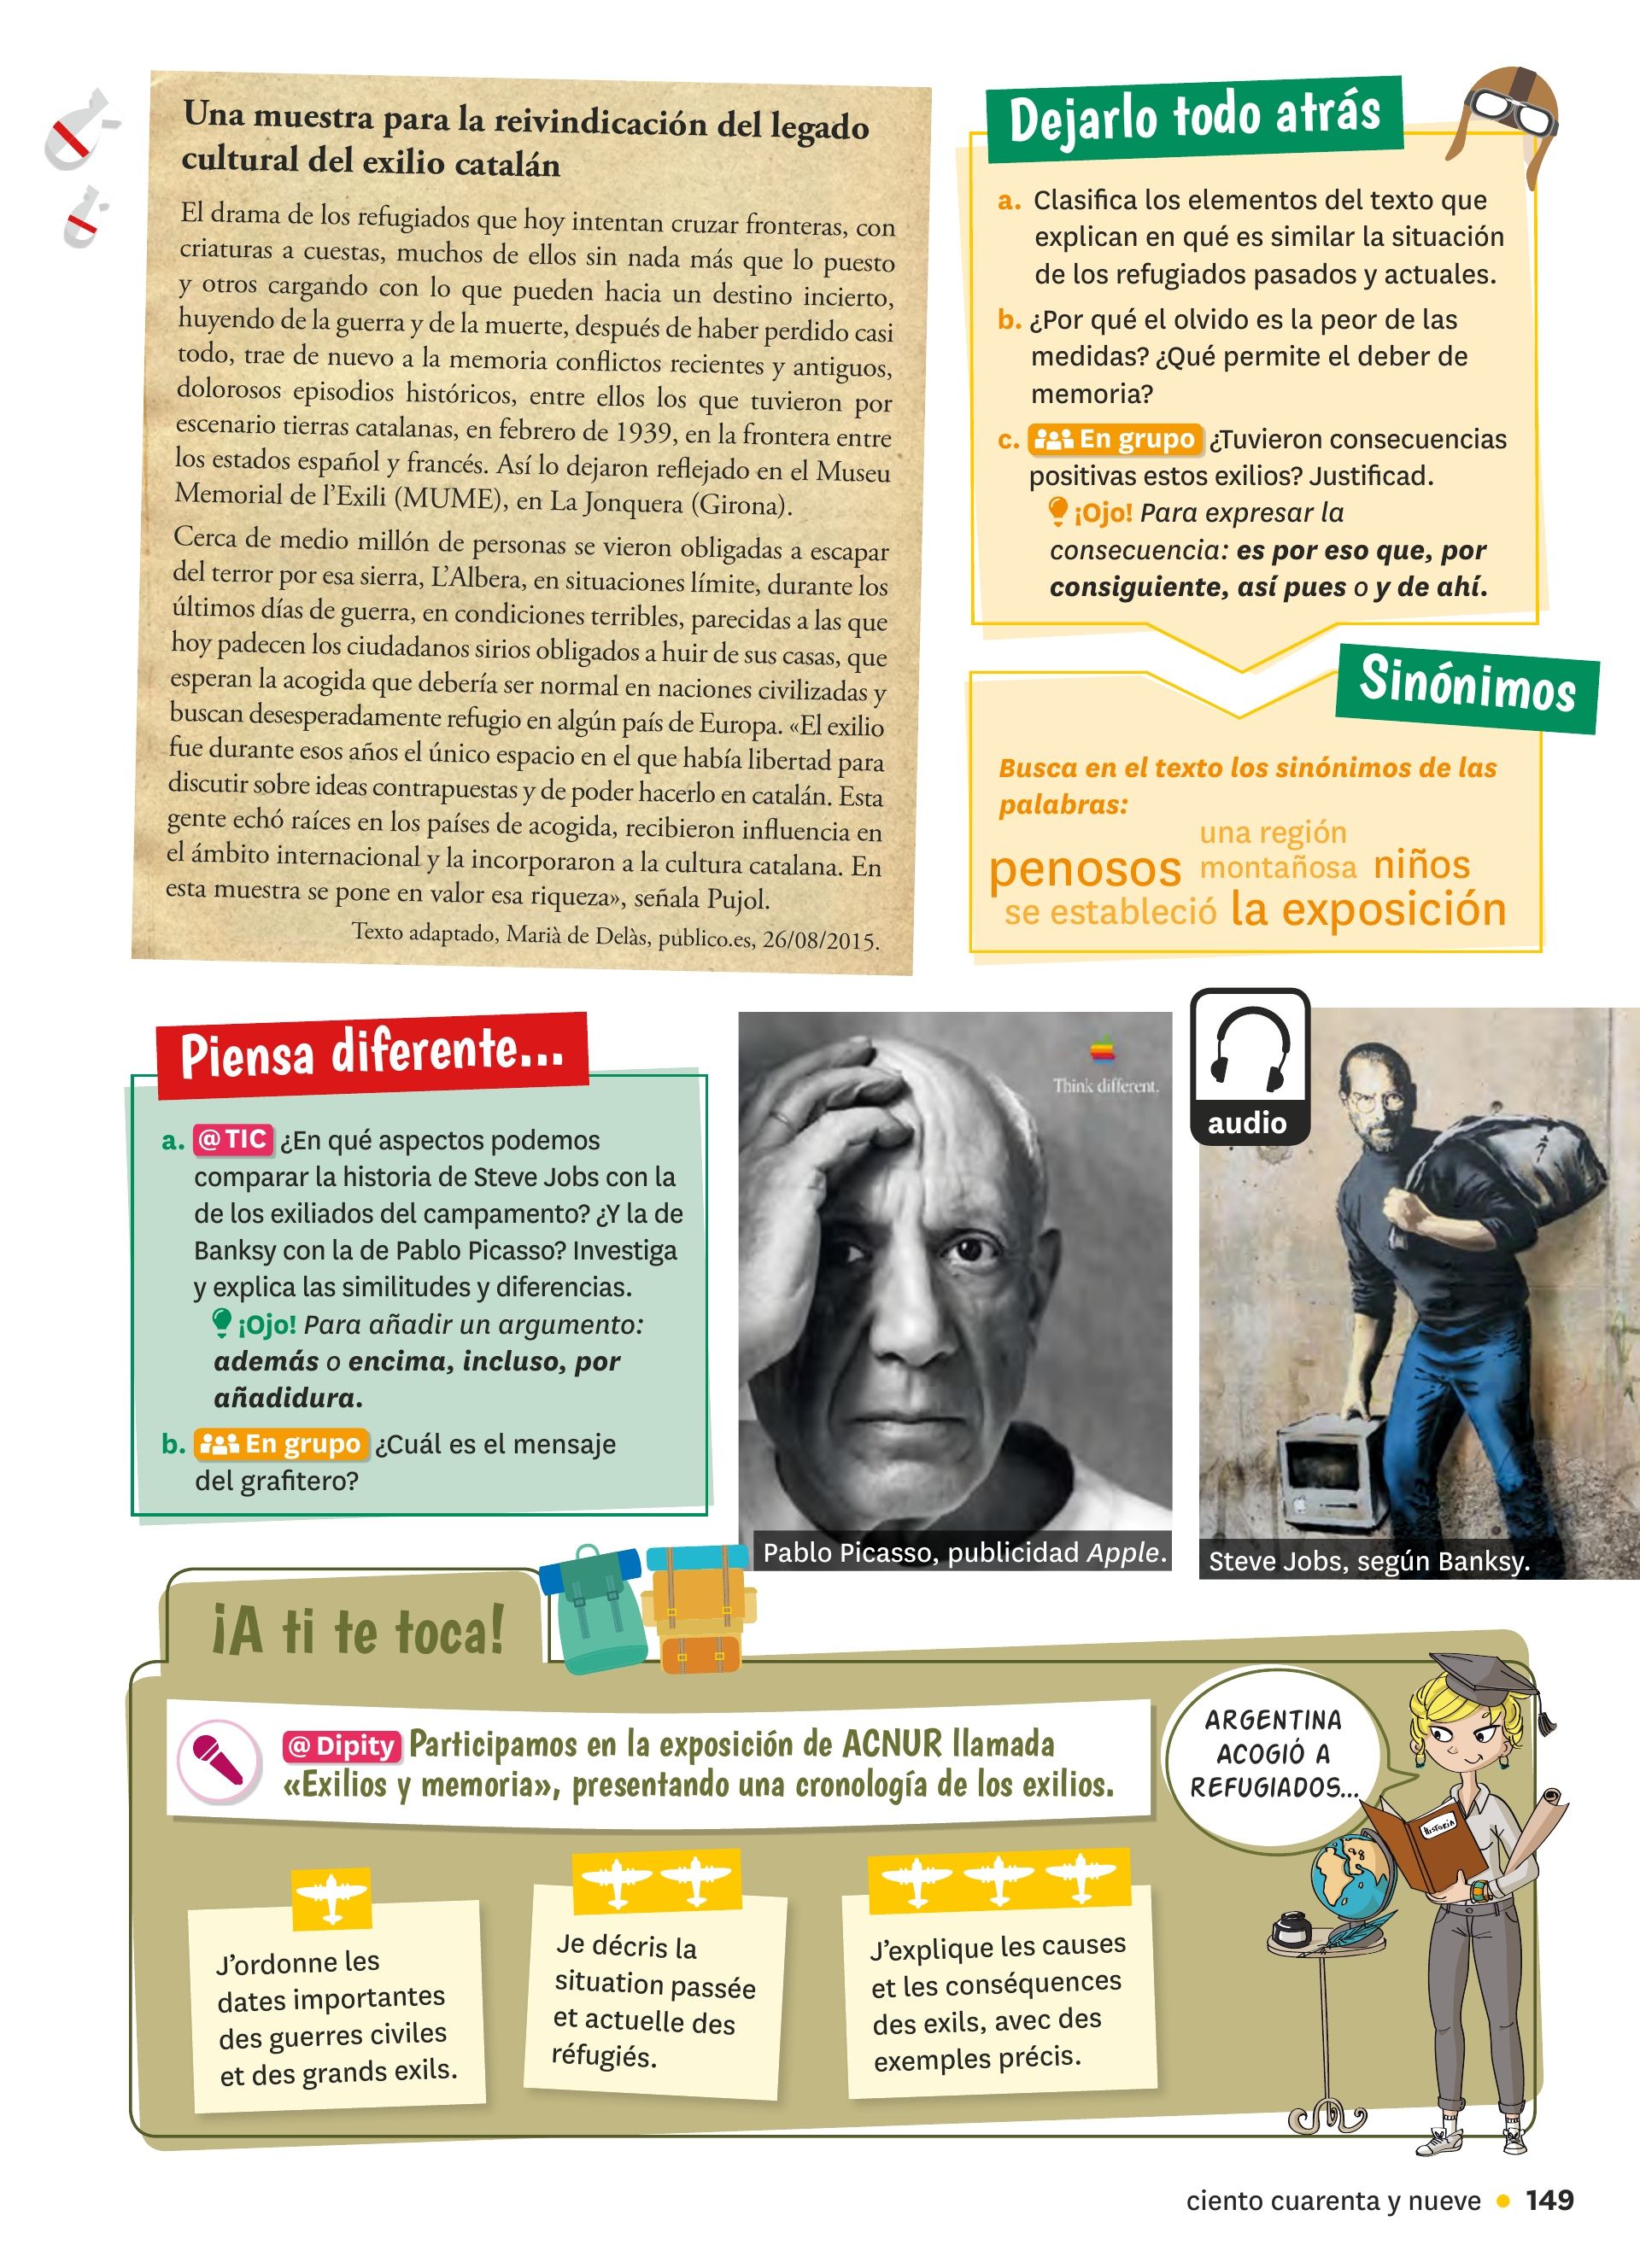 Una muestra para la reivindicación del legado
cultural del exilio catalán
El drama de los refugiados que hoy intentan cruzar fronteras, con
criaturas a cuestas, muchos de ellos sin nada más que lo puesto
y otros cargando con lo que pueden hacia un destino incierto,
huyendo de la guerra y de la muerte, después de haber perdido casi
todo, trae de nuevo a la memoria conflictos recientes y antiguos,
dolorosos episodios históricos, entre ellos los que tuvieron por
escenario tierras catalanas, en febrero de 1939, en la frontera entre
los estados español y francés. Así lo dejaron reflejado en el Museu
Memorial de l'Exili (MUME), en La Jonquera (Girona).
Cerca de medio millón de personas se vieron obligadas a escapar
del terror por esa sierra, L'Albera, en situaciones límite, durante los
últimos días de guerra, en condiciones terribles, parecidas a las que
hoy padecen los ciudadanos sirios obligados a huir de sus casas, que
esperan la acogida que debería ser normal en naciones civilizadas y
buscan desesperadamente refugio en algún país de Europa. «El exilio
fue durante esos años el único espacio en el que había libertad para
discutir sobre ideas contrapuestas y de poder hacerlo en catalán. Esta
gente echó raíces en los países de acogida, recibieron influencia en
el ámbito internacional y la incorporaron a la cultura catalana. En
esta muestra se pone en valor esa riqueza», señala Pujol.
Texto adaptado, Marià de Delàs, publico.es, 26/08/2015.
Dejarlo todo atrás
a. Clasifica los elementos del texto que
explican en qué es similar la situación
de los refugiados pasados y actuales.
b. ¿Por qué el olvido es la peor de las
medidas? ¿Qué permite el deber de
memoria?
c. En grupo ¿Tuvieron consecuencias
positivas estos exilios? Justificad.
¡Ojo! Para expresar la
consecuencia: es por eso que, por
consiguiente, así pues o y de ahí.
Sinónimos
Busca en el texto los sinónimos de las
palabras:
una región
penosos montañosa niños
se estableció la exposición
Piensa diferente...
a. @ TIC ¿En qué aspectos podemos
comparar la historia de Steve Jobs con la
de los exiliados del campamento? ¿Y la de
Banksy con la de Pablo Picasso? Investiga
y explica las similitudes y diferencias.
¡Ojo! Para añadir un argumento:
además o encima, incluso, por
añadidura.
b. En grupo ¿Cuál es el mensaje
del grafitero?
Think different.
Pablo Picasso, publicidad Apple.
audio
Steve Jobs, según Banksy.
¡A ti te toca!
@ Dipity Participamos en la exposición de ACNUR llamada
«Exilios y memoria», presentando una cronología de los exilios.
ARGENTINA
ACOGIÓ A
REFUGIADOS...
HISTORIA
J'ordonne les
dates importantes
des guerres civiles
et des grands exils.
Je décris la
situation passée
et actuelle des
réfugiés.
J'explique les causes
et les conséquences
des exils, avec des
exemples précis.
ciento cuarenta y nueve • 149